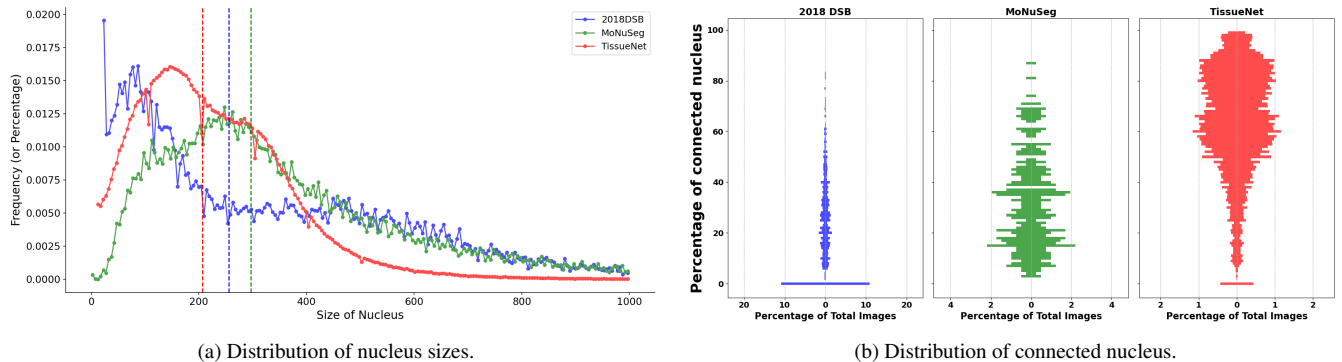 0.0200
0.0175
0.0150
0.0125
0.0100
0.0075
0.0050
0.0025
0.0000
Frequency (or Percentage)
0
200
400
600
800
1000
Size of Nucleus
2018DSB
MoNuSeg
TissueNet
(a) Distribution of nucleus sizes.
Percentage of connected nucleus
100
80
60
40
20
0
2018 DSB
20 10 0 10 20
Percentage of Total Images
MoNuSeg
4 2 0 2 4
Percentage of Total Images
TissueNet
2 1 0 1 2
Percentage of Total Images
(b) Distribution of connected nucleus.